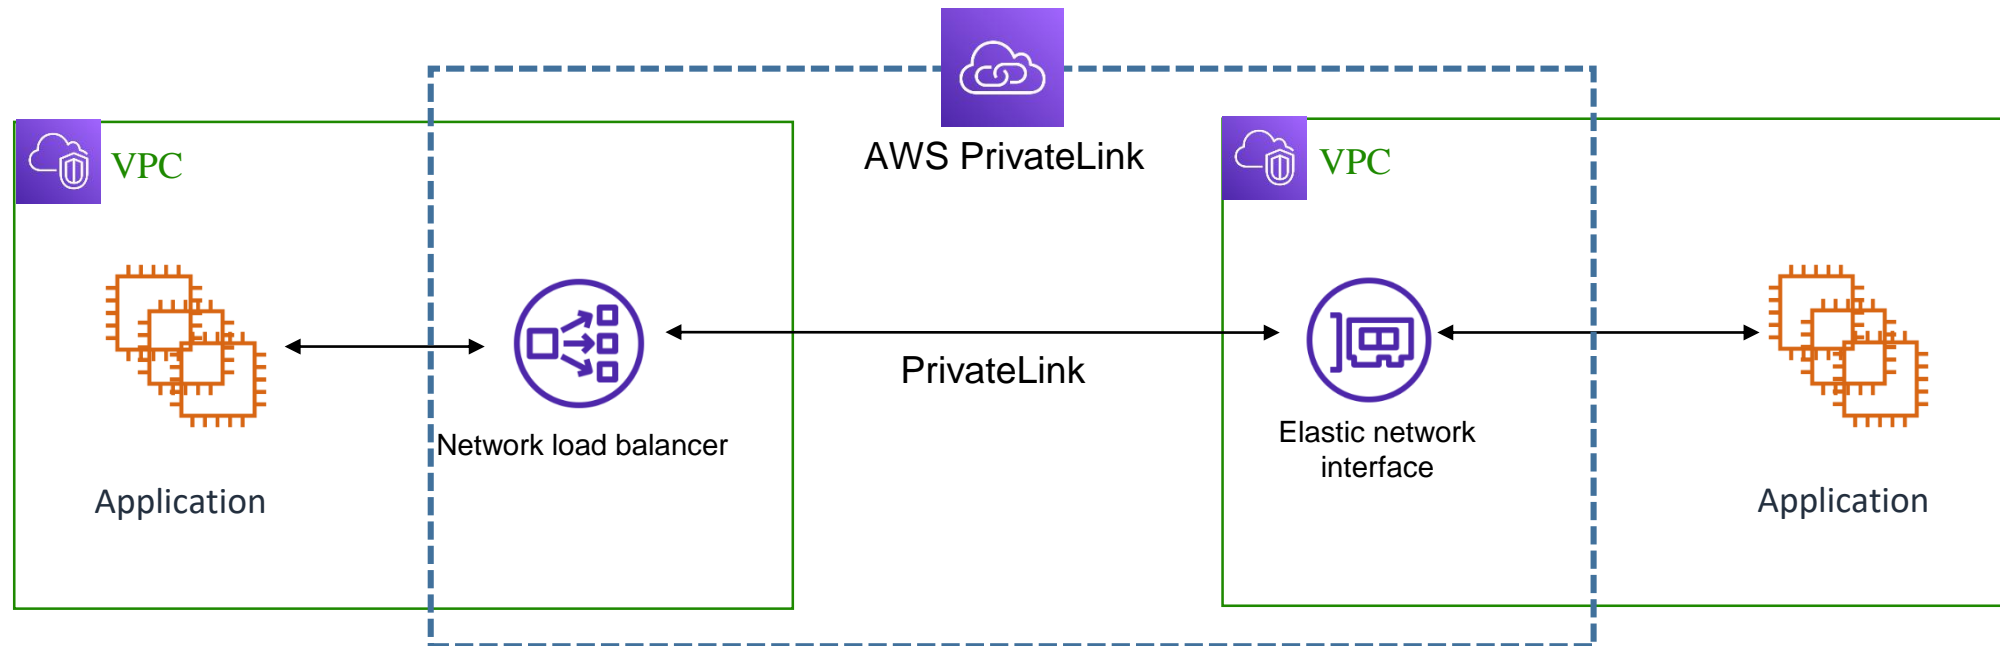 AWS PrivateLink
VPC
VPC
PrivateLink
Network load balancer
Elastic network
interface
Application
Application